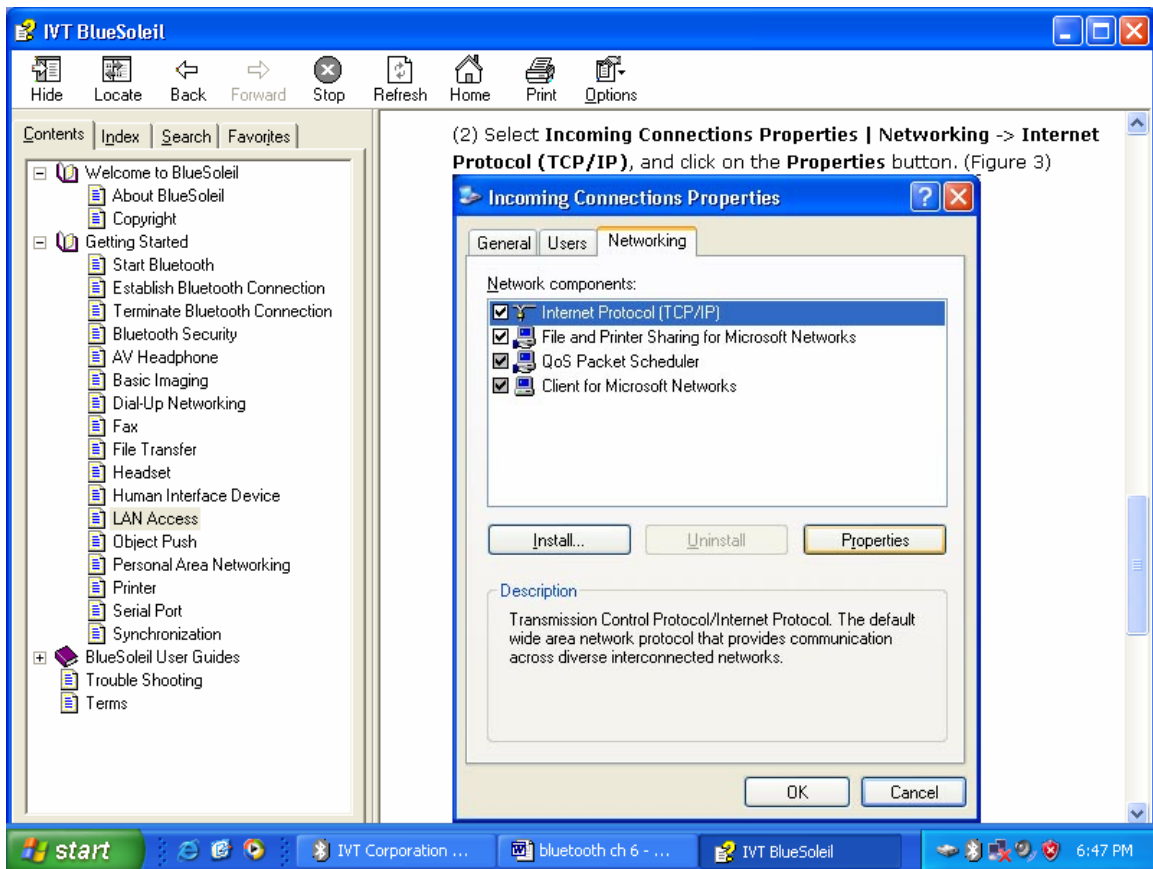 IVT BlueSoleil
Hide Locate Back Forward Stop Refresh Home Print Options
Contents Index Search Favorites
Welcome to BlueSoleil
About BlueSoleil
Copyright
Getting Started
Start Bluetooth
Establish Bluetooth Connection
Terminate Bluetooth Connection
Bluetooth Security
AV Headphone
Basic Imaging
Dial-Up Networking
Fax
File Transfer
Headset
Human Interface Device
LAN Access
Object Push
Personal Area Networking
Printer
Serial Port
Synchronization
BlueSoleil User Guides
Trouble Shooting
Terms
(2) Select Incoming Connections Properties | Networking -> Internet
Protocol (TCP/IP), and click on the Properties button. (Figure 3)
Incoming Connections Properties
General Users Networking
Network components:
Internet Protocol (TCP/IP)
File and Printer Sharing for Microsoft Networks
QoS Packet Scheduler
Client for Microsoft Networks
Install... Uninstall Properties
Description
Transmission Control Protocol/Internet Protocol. The default
wide area network protocol that provides communication
across diverse interconnected networks.
OK Cancel
start IVT Corporation ... bluetooth ch 6 - ... IVT BlueSoleil 6:47 PM